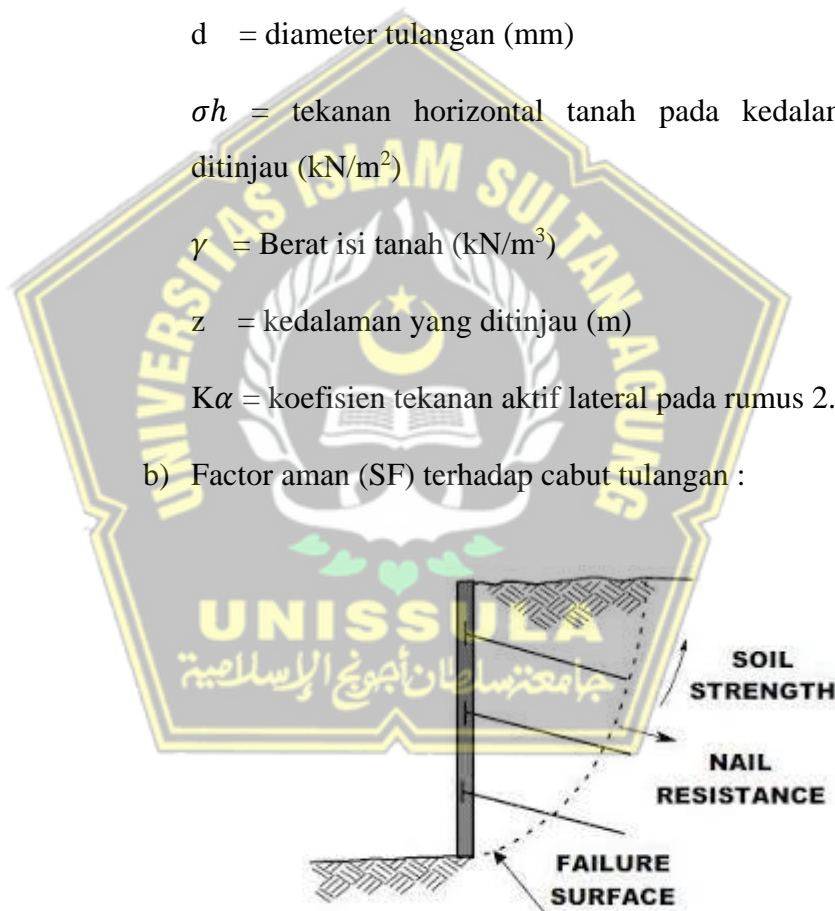 d = diameter tulangan (mm)
𝜎ℎ = tekanan horizontal tanah pada kedalam
ditinjau (kN/m²)
𝛾 = Berat isi tanah (kN/m³)
z = kedalaman yang ditinjau (m)
K𝛼 = koefisien tekanan aktif lateral pada rumus 2.
b) Factor aman (SF) terhadap cabut tulangan :
UNIVERSITAS ISLAM SULTAN AGUNG
UNISSULA
جامعتنسلطان أجونج الإسلامية
SOIL
STRENGTH
NAIL
RESISTANCE
FAILURE
SURFACE